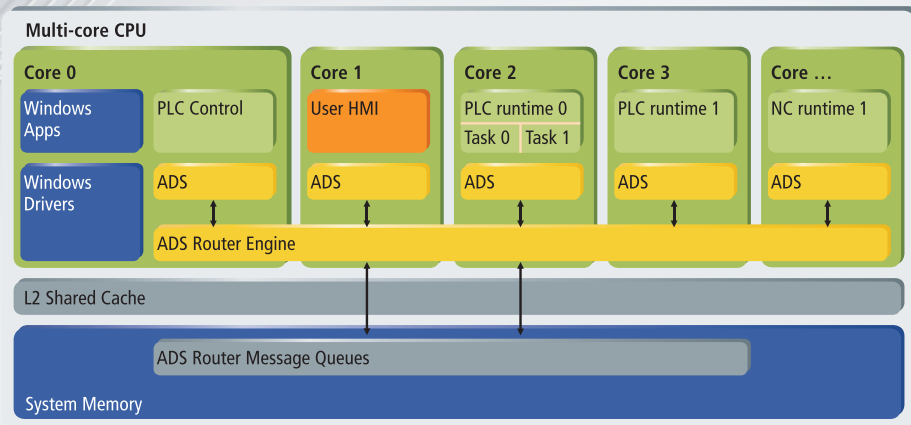 Multi-core CPU
Core 0
Core 1
Core 2
Core 3
Core ...
Windows
Apps
PLC Control
User HMI
PLC runtime 0
Task 0
Task 1
PLC runtime 1
NC runtime 1
Windows
Drivers
ADS
ADS
ADS
ADS
ADS
ADS Router Engine
L2 Shared Cache
ADS Router Message Queues
System Memory